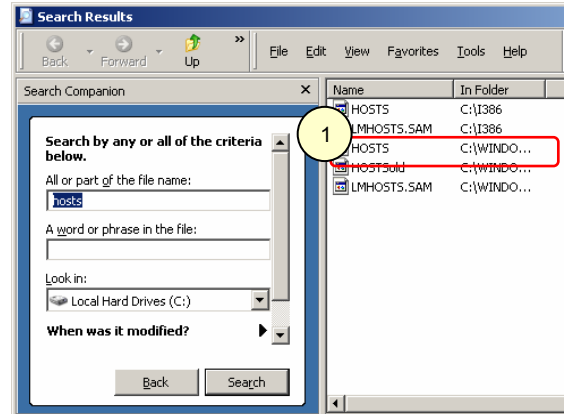 Search Results
Back Forward Up » File Edit View Favorites Tools Help
Search Companion
Search by any or all of the criteria
below.
All or part of the file name:
hosts
A word or phrase in the file:
Look in:
Local Hard Drives (C:)
When was it modified?
Back Search
Name In Folder
HOSTS C:\I386
LMHOSTS.SAM C:\I386
1
HOSTS C:\WINDO...
HOSTSold C:\WINDO...
LMHOSTS.SAM C:\WINDO...